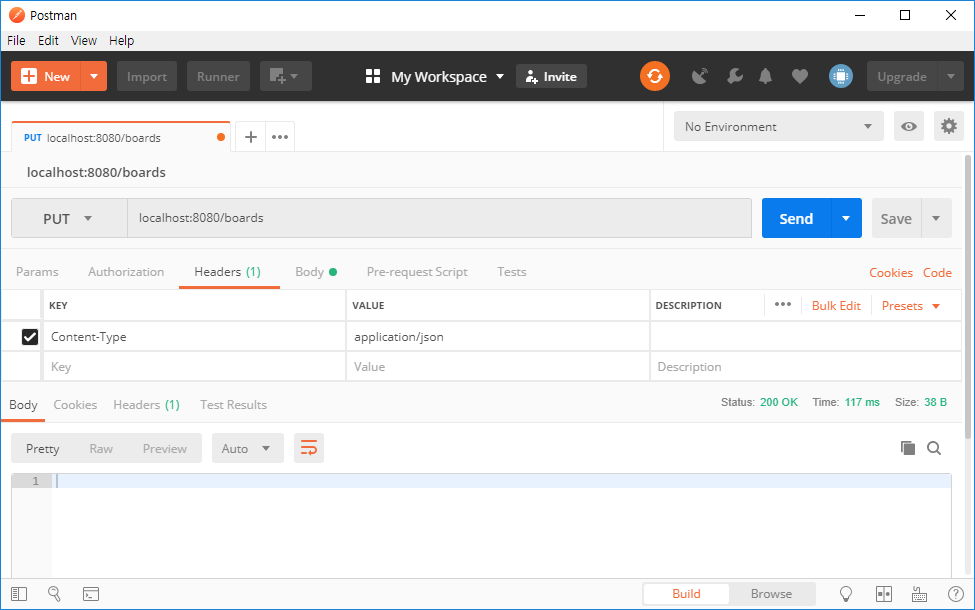 Postman
File Edit View Help
New Import Runner My Workspace Invite Upgrade
PUT localhost:8080/boards No Environment
localhost:8080/boards
PUT localhost:8080/boards Send Save
Params Authorization Headers (1) Body Pre-request Script Tests Cookies Code
KEY VALUE DESCRIPTION Bulk Edit Presets
Content-Type application/json
Key Value Description
Body Cookies Headers (1) Test Results Status: 200 OK Time: 117 ms Size: 38 B
Pretty Raw Preview Auto
1
Build Browse